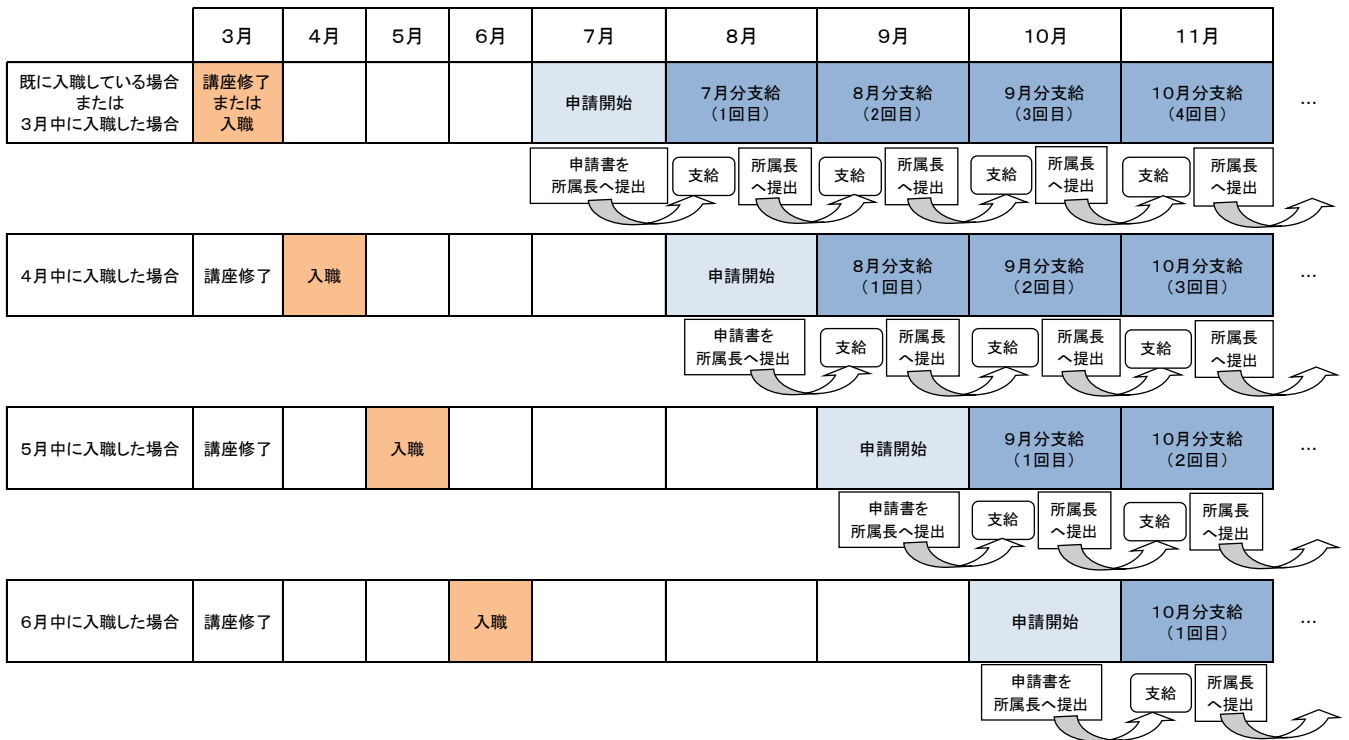 3月
4月
5月
6月
7月
8月
9月
10月
11月
既に入職している場合
または
3月中に入職した場合
講座修了
または
入職
申請開始
7月分支給
(1回目)
8月分支給
(2回目)
9月分支給
(3回目)
10月分支給
(4回目)
…
申請書を
所属長へ提出
支給
所属長
へ提出
支給
所属長
へ提出
支給
所属長
へ提出
支給
所属長
へ提出
4月中に入職した場合
講座修了
入職
申請開始
8月分支給
(1回目)
9月分支給
(2回目)
10月分支給
(3回目)
…
申請書を
所属長へ提出
支給
所属長
へ提出
支給
所属長
へ提出
支給
所属長
へ提出
5月中に入職した場合
講座修了
入職
申請開始
9月分支給
(1回目)
10月分支給
(2回目)
…
申請書を
所属長へ提出
支給
所属長
へ提出
支給
所属長
へ提出
6月中に入職した場合
講座修了
入職
申請開始
10月分支給
(1回目)
…
申請書を
所属長へ提出
支給
所属長
へ提出